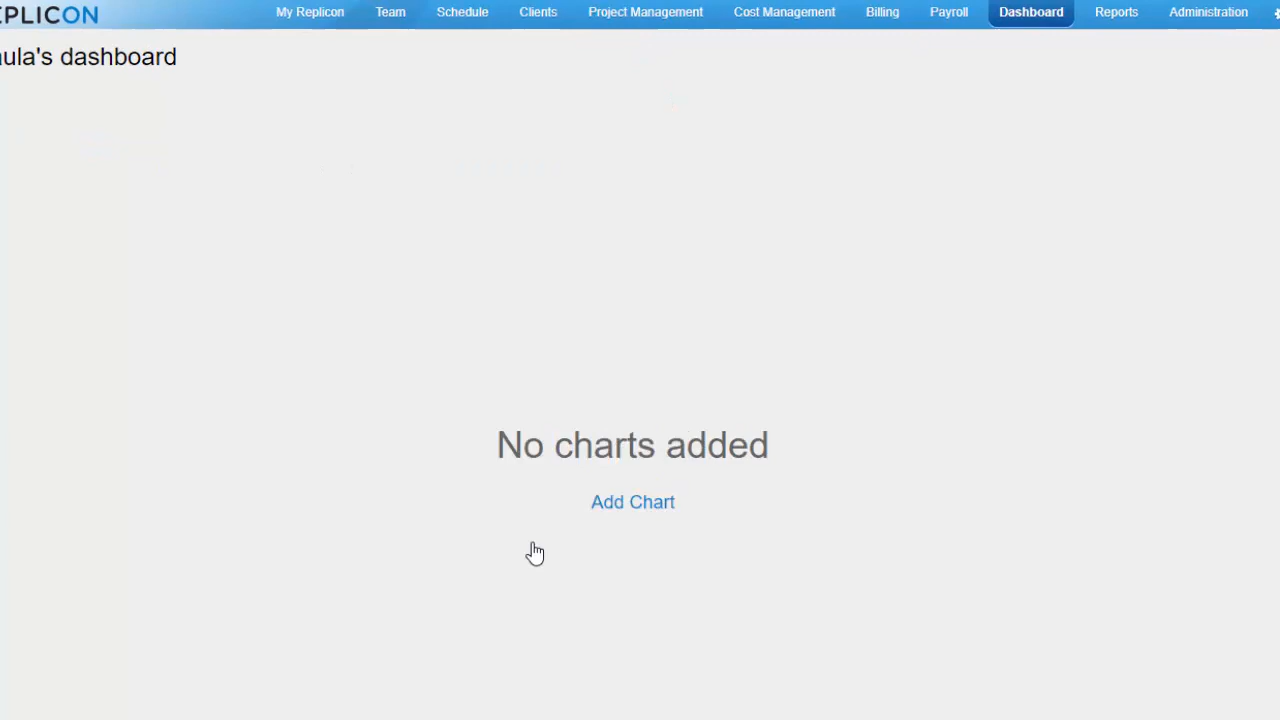 EPLICON My Replicon Team Schedule Clients Project Management Cost Management Billing Payroll Dashboard Reports Administration
ula's dashboard
No charts added
Add Chart